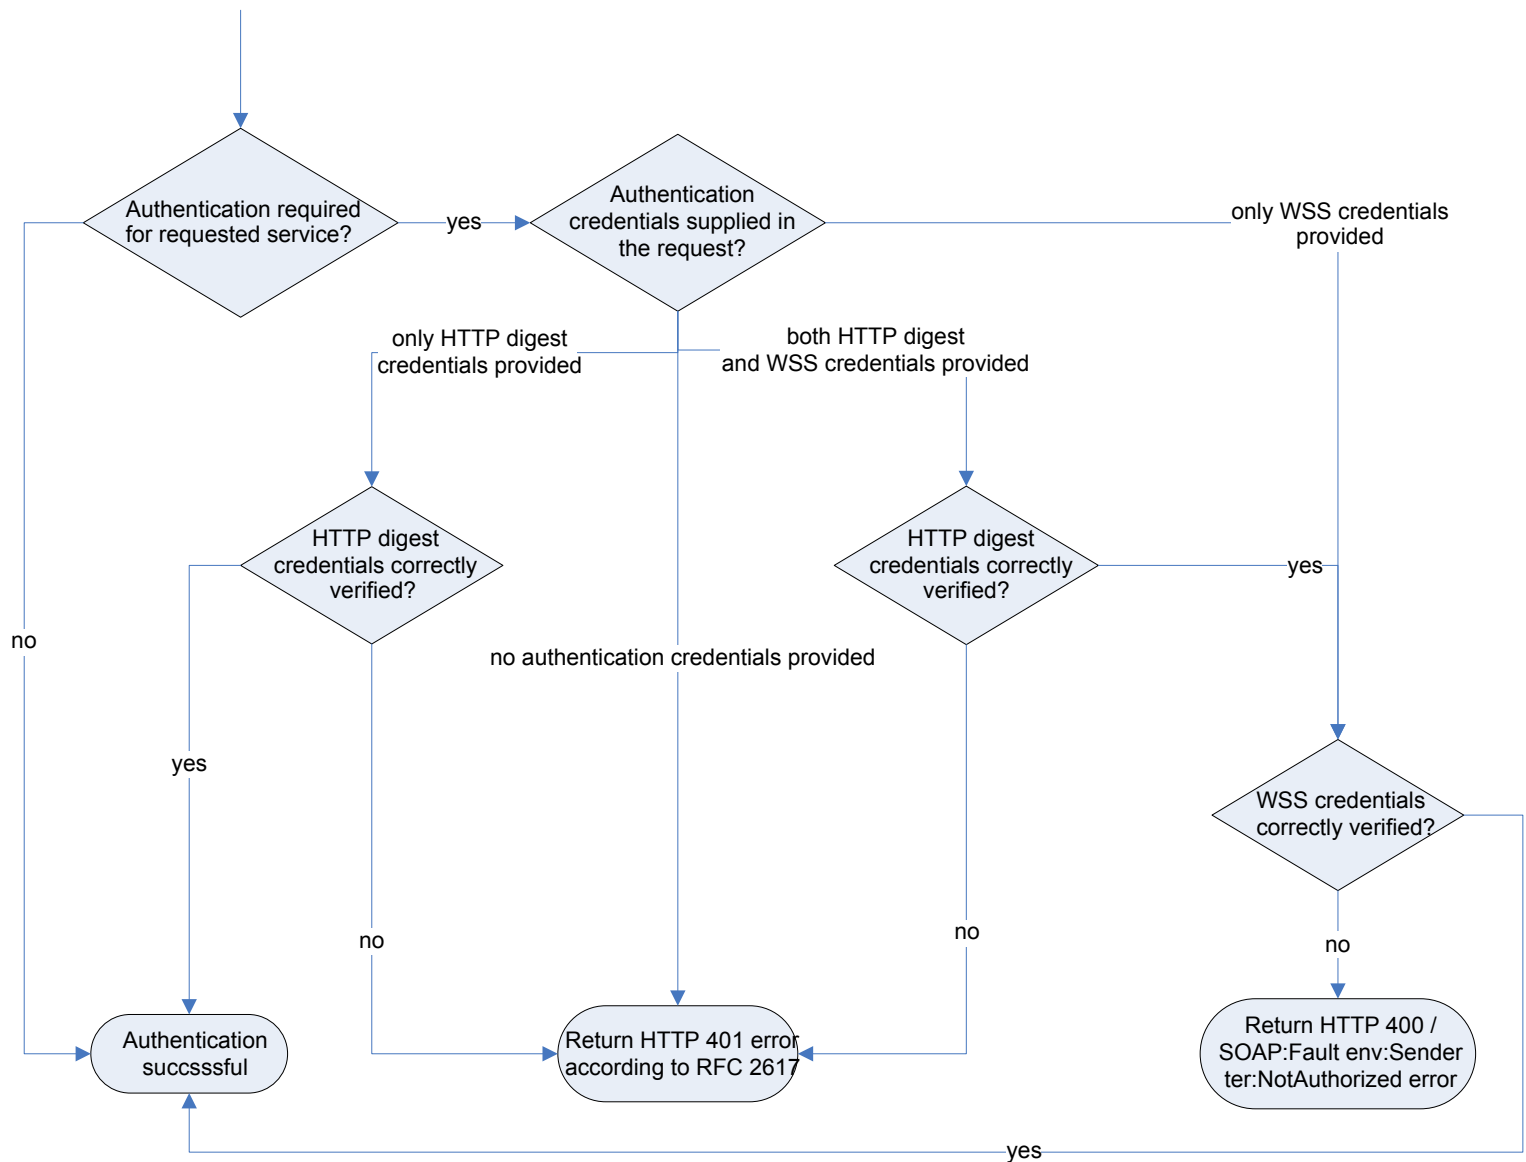 Authentication required
for requested service?
yes
Authentication
credentials supplied in
the request?
only WSS credentials
provided
only HTTP digest
credentials provided
both HTTP digest
and WSS credentials provided
HTTP digest
credentials correctly
verified?
HTTP digest
credentials correctly
verified?
yes
no
no authentication credentials provided
yes
WSS credentials
correctly verified?
no
no
no
Authentication
succsssful
Return HTTP 401 error
according to RFC 2617
Return HTTP 400 /
SOAP:Fault env:Sender
ter:NotAuthorized error
yes